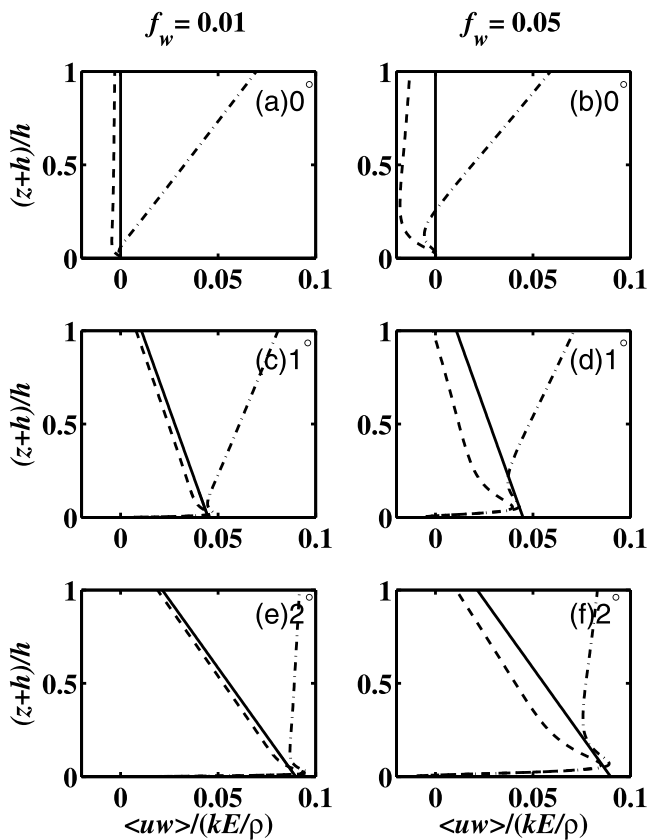 f_w = 0.01 f_w = 0.05
1 (a)0° 1 (b)0°
(z+h)/h 0.5 0.5
0 0
0 0.05 0.1 0 0.05 0.1
1 (c)1° 1 (d)1°
(z+h)/h 0.5 0.5
0 0
0 0.05 0.1 0 0.05 0.1
1 (e)2° 1 (f)2°
(z+h)/h 0.5 0.5
0 0
0 0.05 0.1 0 0.05 0.1
<uw>/(kE/ρ) <uw>/(kE/ρ)